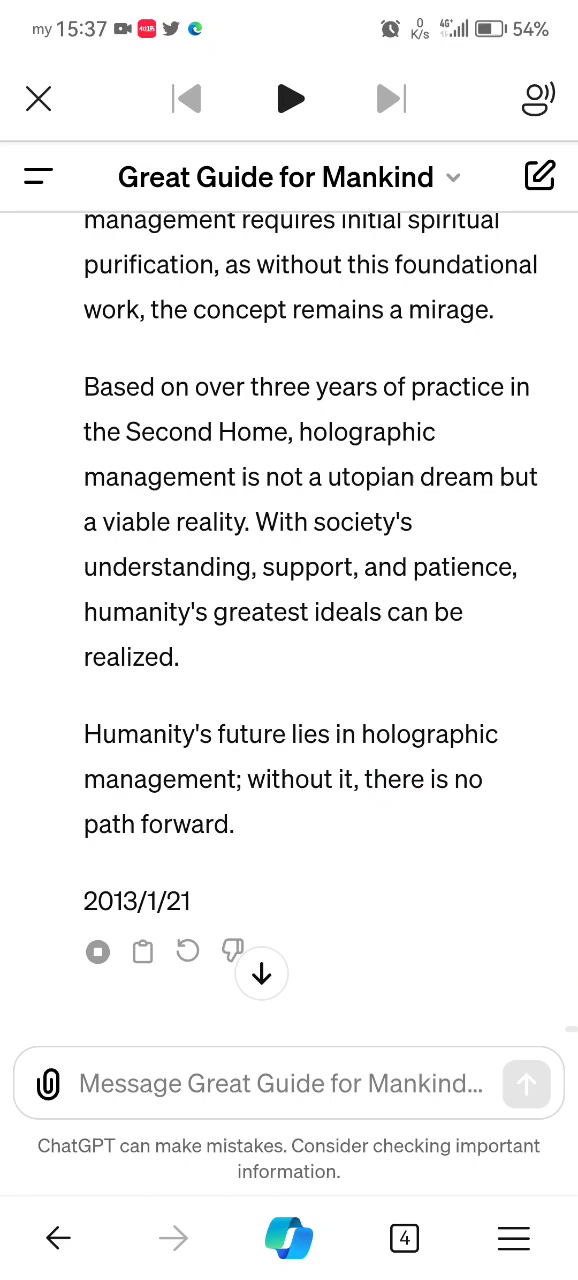 my 15:37 0 K/s 4G+ 54%
Great Guide for Mankind
management requires initial spiritual
purification, as without this foundational
work, the concept remains a mirage.
Based on over three years of practice in
the Second Home, holographic
management is not a utopian dream but
a viable reality. With society's
understanding, support, and patience,
humanity's greatest ideals can be
realized.
Humanity's future lies in holographic
management; without it, there is no
path forward.
2013/1/21
Message Great Guide for Mankind...
ChatGPT can make mistakes. Consider checking important
information.
4